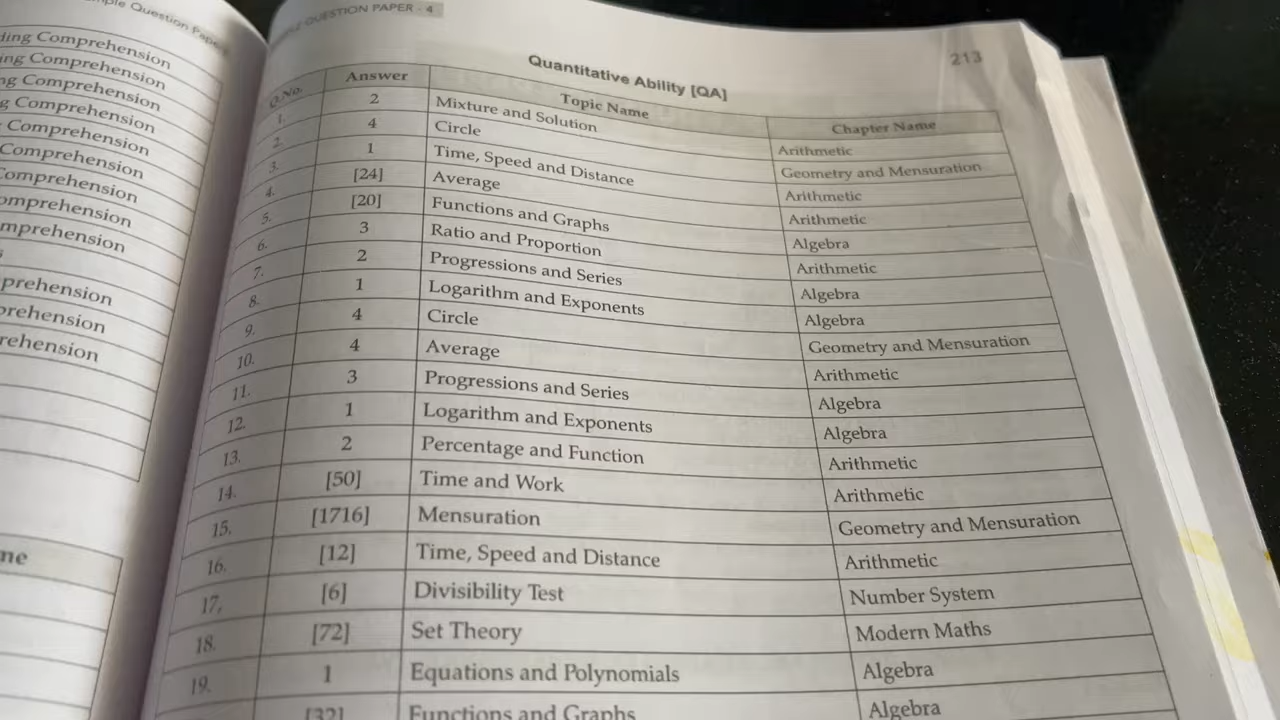 Question Pape
ding Comprehension
ing Comprehension
ng Comprehension
g Comprehension
Comprehension
Comprehension
omprehension
omprehension
mprehension
prehension
prehension
rehension
me
QUESTION PAPER - 4
213
Quantitative Ability [QA]
Q.No. Answer Topic Name Chapter Name
1. 2 Mixture and Solution Arithmetic
2. 4 Circle Geometry and Mensuration
3. 1 Time, Speed and Distance Arithmetic
4. [24] Average Arithmetic
5. [20] Functions and Graphs Algebra
6. 3 Ratio and Proportion Arithmetic
7. 2 Progressions and Series Algebra
8. 1 Logarithm and Exponents Algebra
9. 4 Circle Geometry and Mensuration
10. 4 Average Arithmetic
11. 3 Progressions and Series Algebra
12. 1 Logarithm and Exponents Algebra
13. 2 Percentage and Function Arithmetic
14. [50] Time and Work Arithmetic
15. [1716] Mensuration Geometry and Mensuration
16. [12] Time, Speed and Distance Arithmetic
17. [6] Divisibility Test Number System
18. [72] Set Theory Modern Maths
19. 1 Equations and Polynomials Algebra
[32] Functions and Graphs Algebra